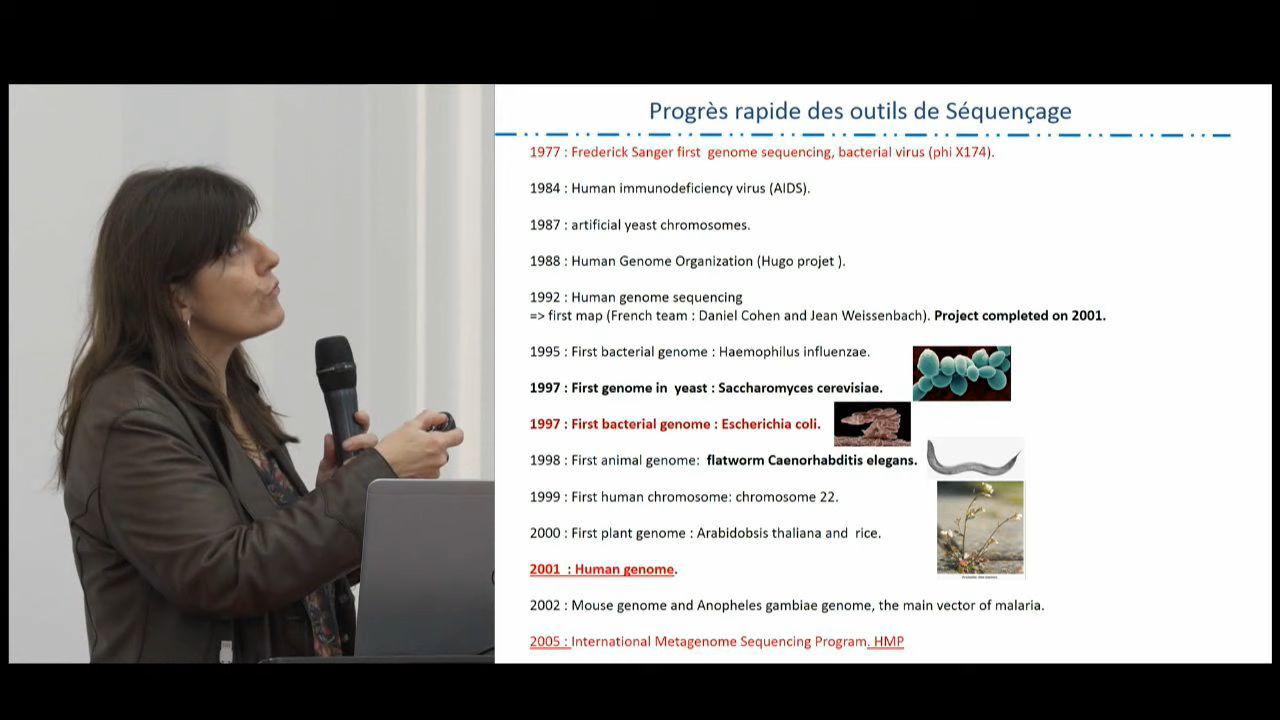 Progrès rapide des outils de Séquençage
1977 : Frederick Sanger first  genome sequencing, bacterial virus (phi X174).
1984 : Human immunodeficiency virus (AIDS).
1987 : artificial yeast chromosomes.
1988 : Human Genome Organization (Hugo projet ).
1992 : Human genome sequencing
=> first map (French team : Daniel Cohen and Jean Weissenbach). Project completed on 2001.
1995 : First bacterial genome : Haemophilus influenzae.
1997 : First genome in  yeast : Saccharomyces cerevisiae.
1997 : First bacterial genome : Escherichia coli.
1998 : First animal genome:  flatworm Caenorhabditis elegans.
1999 : First human chromosome: chromosome 22.
2000 : First plant genome : Arabidobsis thaliana and  rice.
2001  : Human genome.
2002 : Mouse genome and Anopheles gambiae genome, the main vector of malaria.
2005 : International Metagenome Sequencing Program. HMP